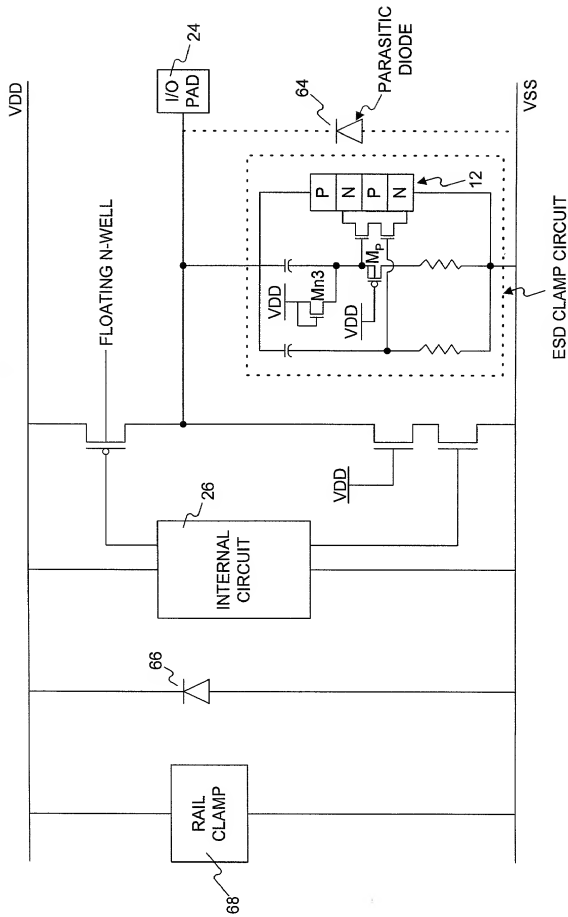 VDD
FLOATING N-WELL
I/O
PAD
24
64
PARASITIC
DIODE
P
N
P
N
12
VDD
Mn3
VDD
MP
VDD
26
INTERNAL
CIRCUIT
66
RAIL
CLAMP
68
VSS
ESD CLAMP CIRCUIT